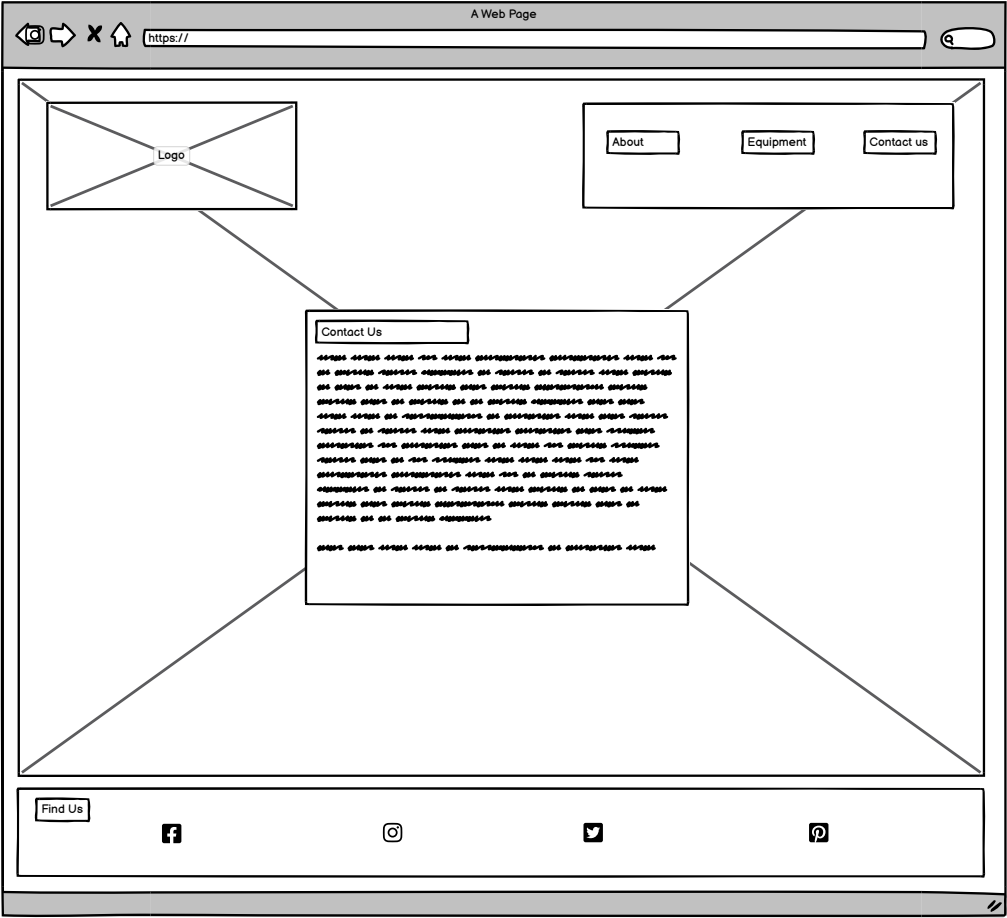 A Web Page
https://
Logo
About
Equipment
Contact us
Contact Us
Find Us